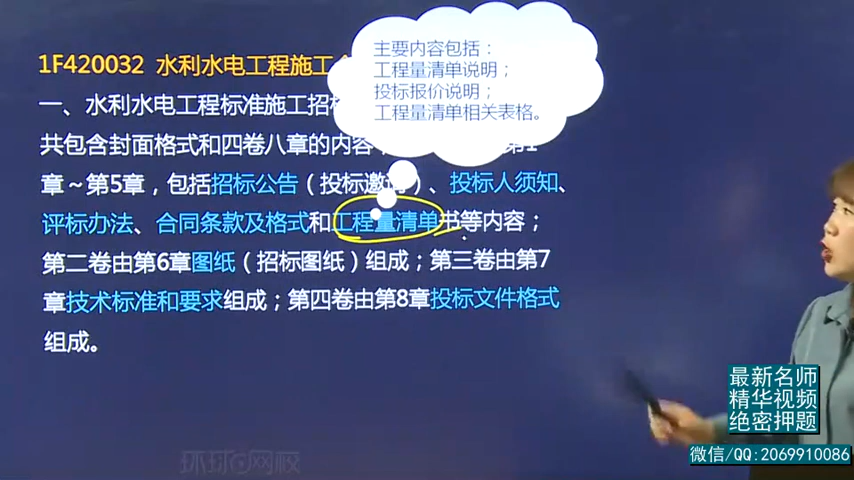 1F420032 水利水电工程施工
主要内容包括：
工程量清单说明；
投标报价说明；
工程量清单相关表格。
一、水利水电工程标准施工招标
共包含封面格式和四卷八章的内容
章～第5章，包括招标公告（投标邀请）、投标人须知、
评标办法、合同条款及格式和工程量清单书等内容；
第二卷由第6章图纸（招标图纸）组成；第三卷由第7
章技术标准和要求组成；第四卷由第8章投标文件格式
组成。
最新名师
精华视频
绝密押题
微信/QQ:2069910086
环球网校